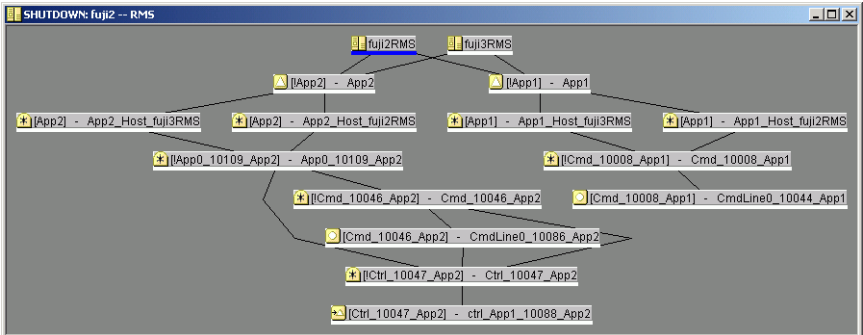 SHUTDOWN: fuji2 -- RMS
fuji2RMS
fuji3RMS
[!App2] - App2
[!App1] - App1
[App2] - App2_Host_fuji3RMS
[App2] - App2_Host_fuji2RMS
[App1] - App1_Host_fuji3RMS
[App1] - App1_Host_fuji2RMS
[!App0_10109_App2] - App0_10109_App2
[!Cmd_10008_App1] - Cmd_10008_App1
[!Cmd_10046_App2] - Cmd_10046_App2
[Cmd_10008_App1] - CmdLine0_10044_App1
[Cmd_10046_App2] - CmdLine0_10086_App2
[!Ctrl_10047_App2] - Ctrl_10047_App2
[Ctrl_10047_App2] - ctrl_App1_10088_App2